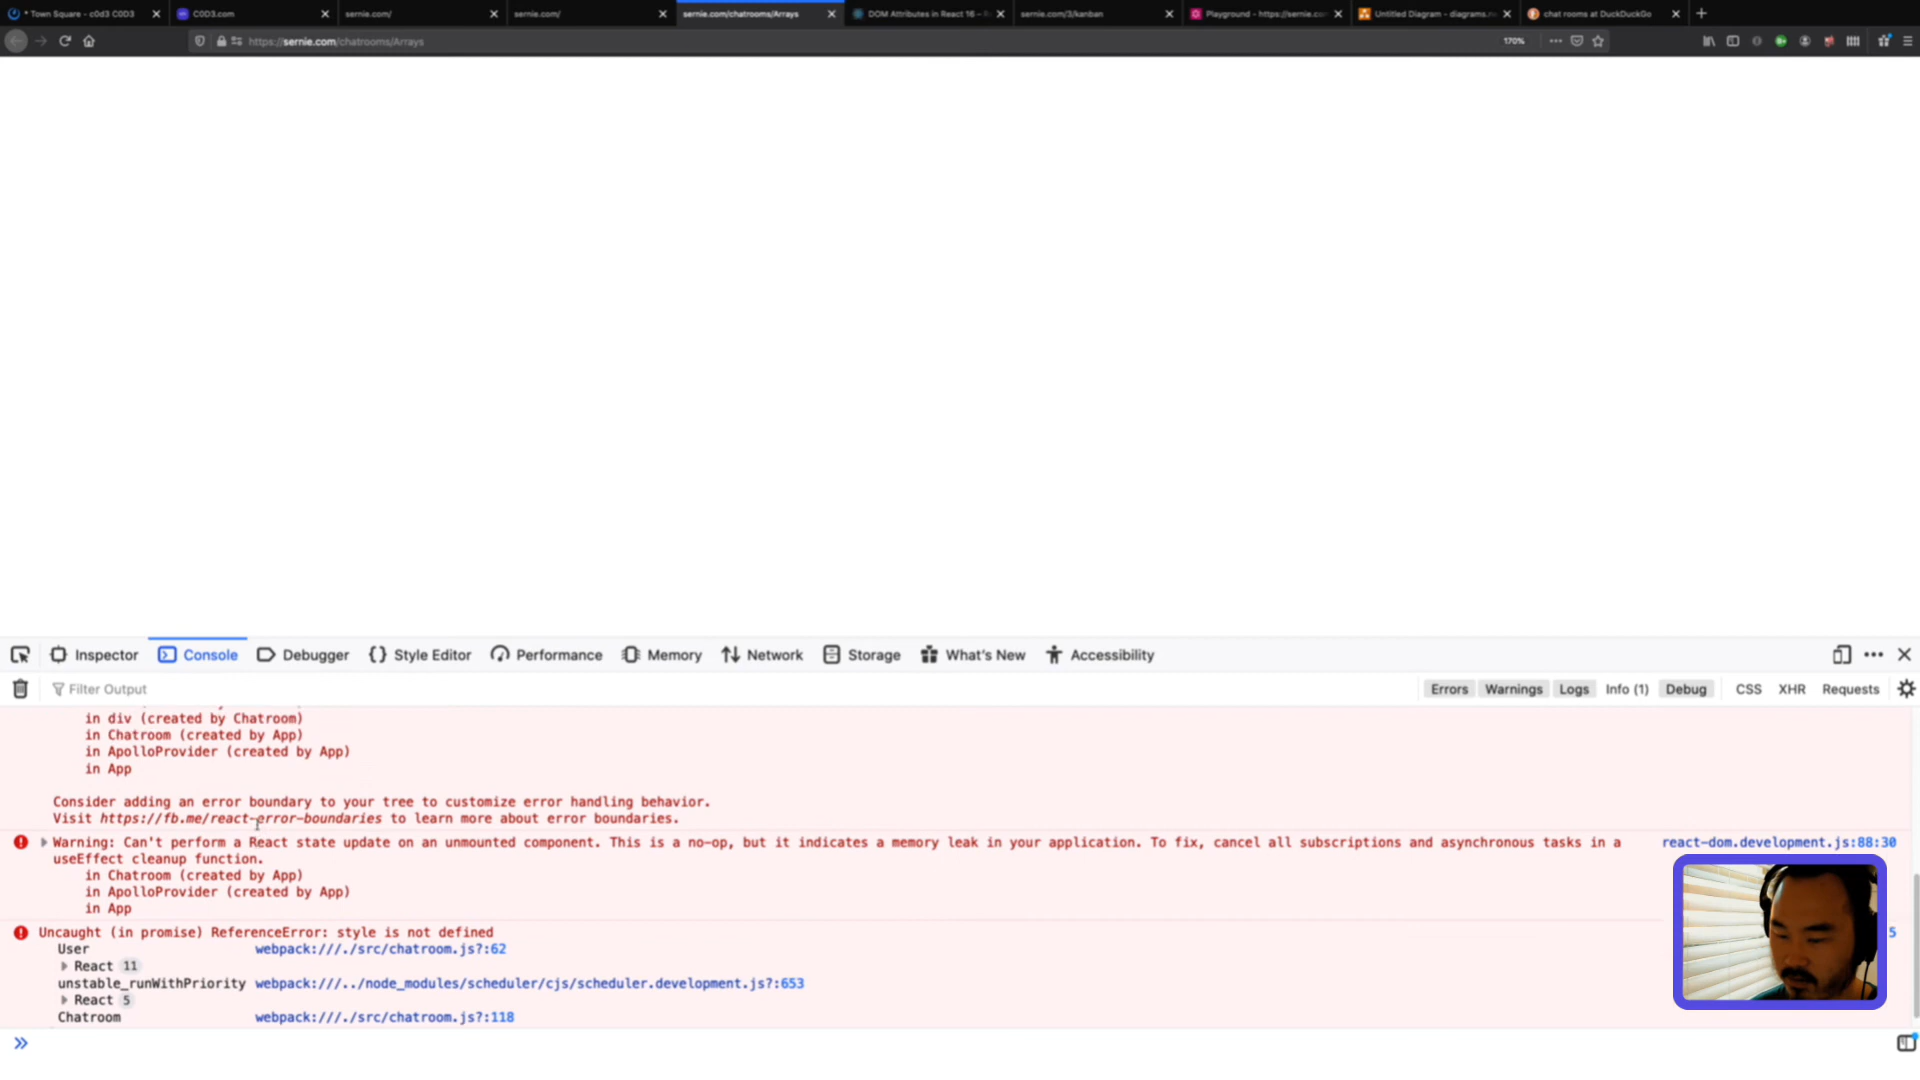 * Town Square - c0d3 C0D3
C0D3.com
sernie.com/
sernie.com/
sernie.com/chatrooms/Arrays
DOM Attributes in React 16 –
sernie.com/3/kanban
Playground - https://sernie.co
Untitled Diagram - diagrams.n
chat rooms at DuckDuckGo
https://sernie.com/chatrooms/Arrays
170%
Inspector
Console
Debugger
{} Style Editor
Performance
Memory
Network
Storage
What's New
Accessibility
Filter Output
Errors
Warnings
Logs
Info (1)
Debug
CSS
XHR
Requests
in div (created by Chatroom)
in Chatroom (created by App)
in ApolloProvider (created by App)
in App
Consider adding an error boundary to your tree to customize error handling behavior.
Visit https://fb.me/react-error-boundaries to learn more about error boundaries.
Warning: Can't perform a React state update on an unmounted component. This is a no-op, but it indicates a memory leak in your application. To fix, cancel all subscriptions and asynchronous tasks in a react-dom.development.js:88:30
useEffect cleanup function.
in Chatroom (created by App)
in ApolloProvider (created by App)
in App
Uncaught (in promise) ReferenceError: style is not defined
5
User webpack:///./src/chatroom.js?:62
React 11
unstable_runWithPriority webpack:///../node_modules/scheduler/cjs/scheduler.development.js?:653
React 5
Chatroom webpack:///./src/chatroom.js?:118